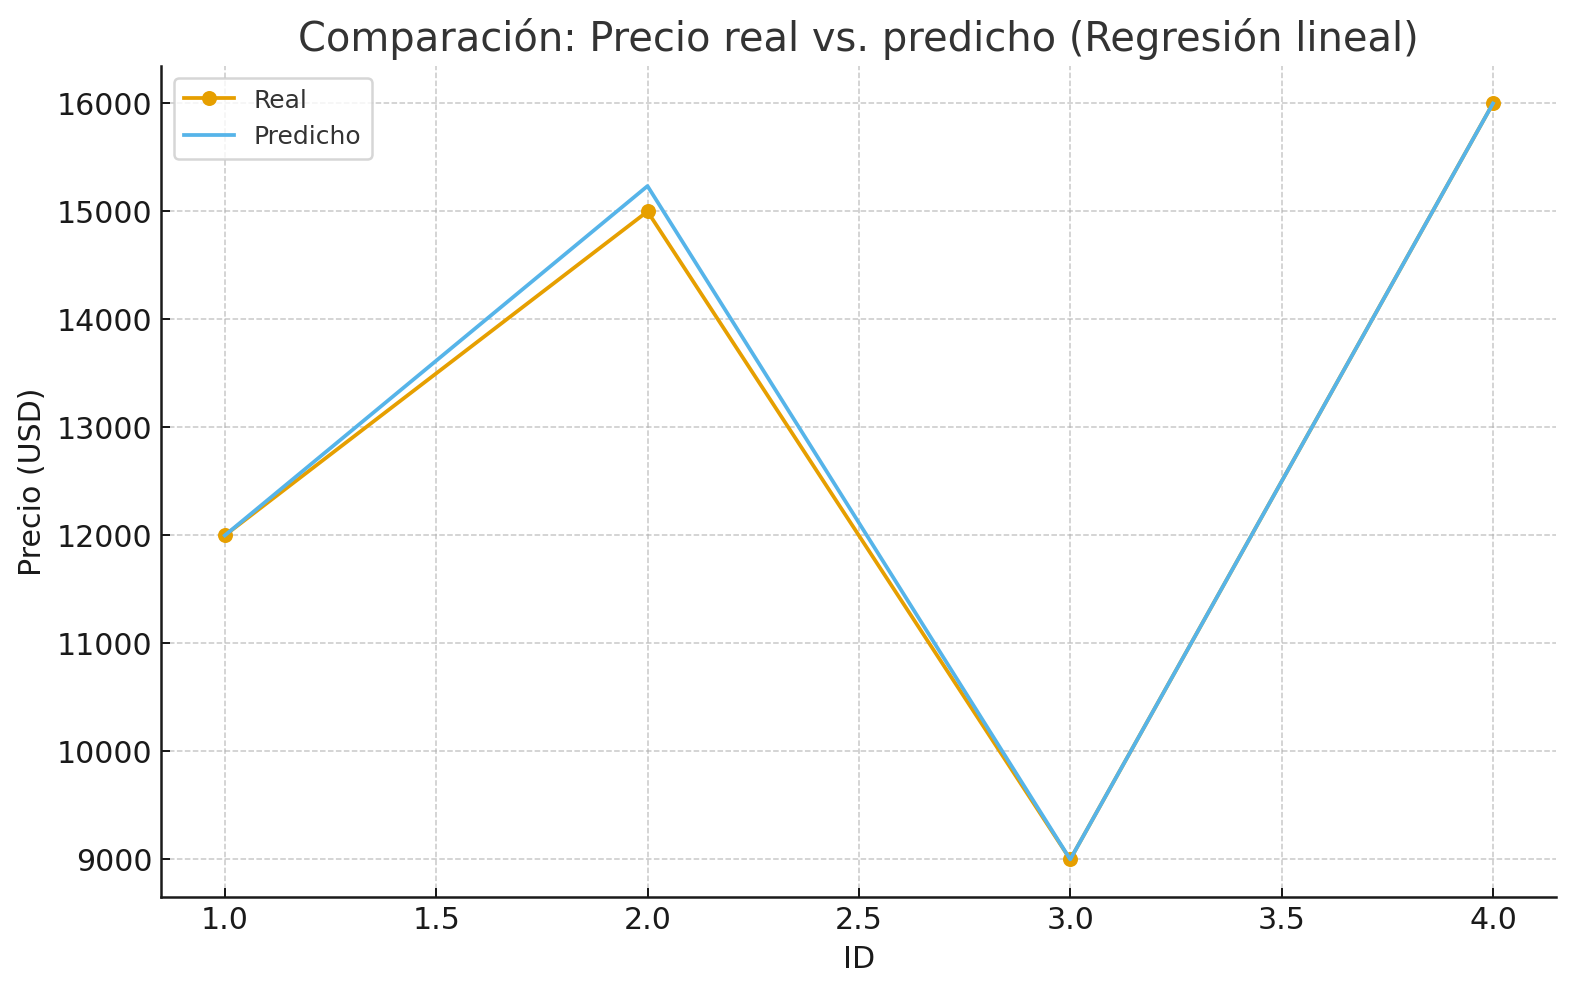 Comparación: Precio real vs. predicho (Regresión lineal)
Real
Predicho
16000
15000
14000
13000
12000
11000
10000
9000
Precio (USD)
1.0 1.5 2.0 2.5 3.0 3.5 4.0
ID